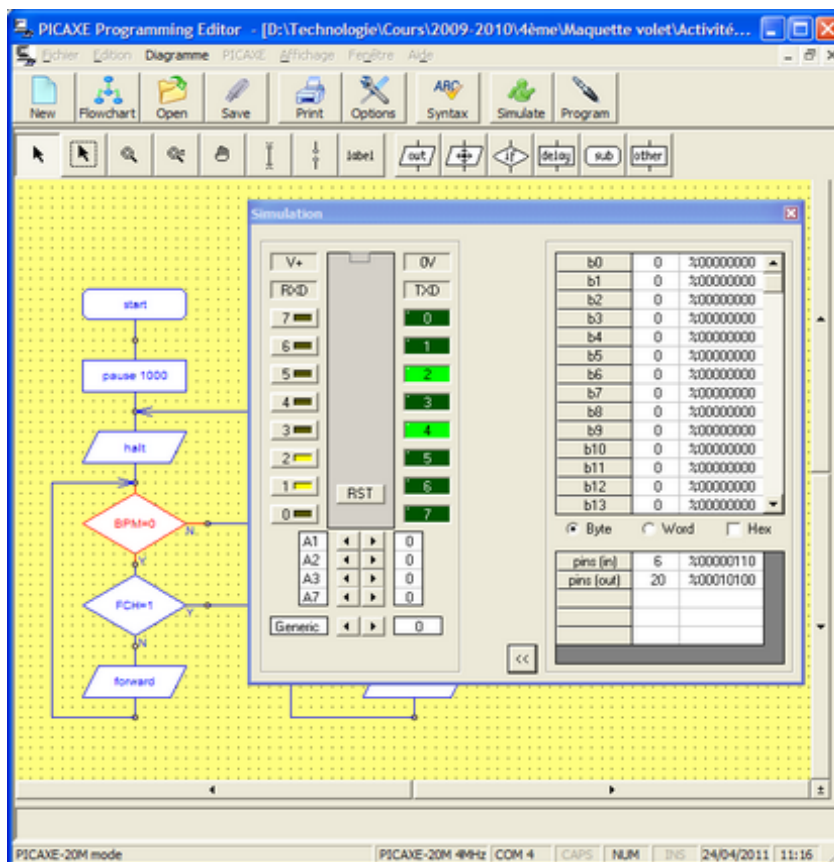 PICAXE Programming Editor - [D:\Technologie\Cours\2009-2010\4ème\Maquette volet\Activité...
Fichier Edition Diagramme PICAXE Affichage Fenêtre Aide
New Flowchart Open Save Print Options Syntax Simulate Program
ABC
label out if delay sub other
Simulation
start
pause 1000
halt
BPM=0
N
Y
FCH=1
Y
N
forward
V+ 0V
RXD TXD
7 0
6 1
5 2
4 3
3 4
2 5
1 6
0 7
RST
A1 0
A2 0
A3 0
A7 0
Generic 0
b0 0 %00000000
b1 0 %00000000
b2 0 %00000000
b3 0 %00000000
b4 0 %00000000
b5 0 %00000000
b6 0 %00000000
b7 0 %00000000
b8 0 %00000000
b9 0 %00000000
b10 0 %00000000
b11 0 %00000000
b12 0 %00000000
b13 0 %00000000
Byte Word Hex
pins (in) 6 %00000110
pins (out) 20 %00010100
<<
PICAXE-20M mode PICAXE-20M 4MHz COM 4 CAPS NUM INS 24/04/2011 11:16